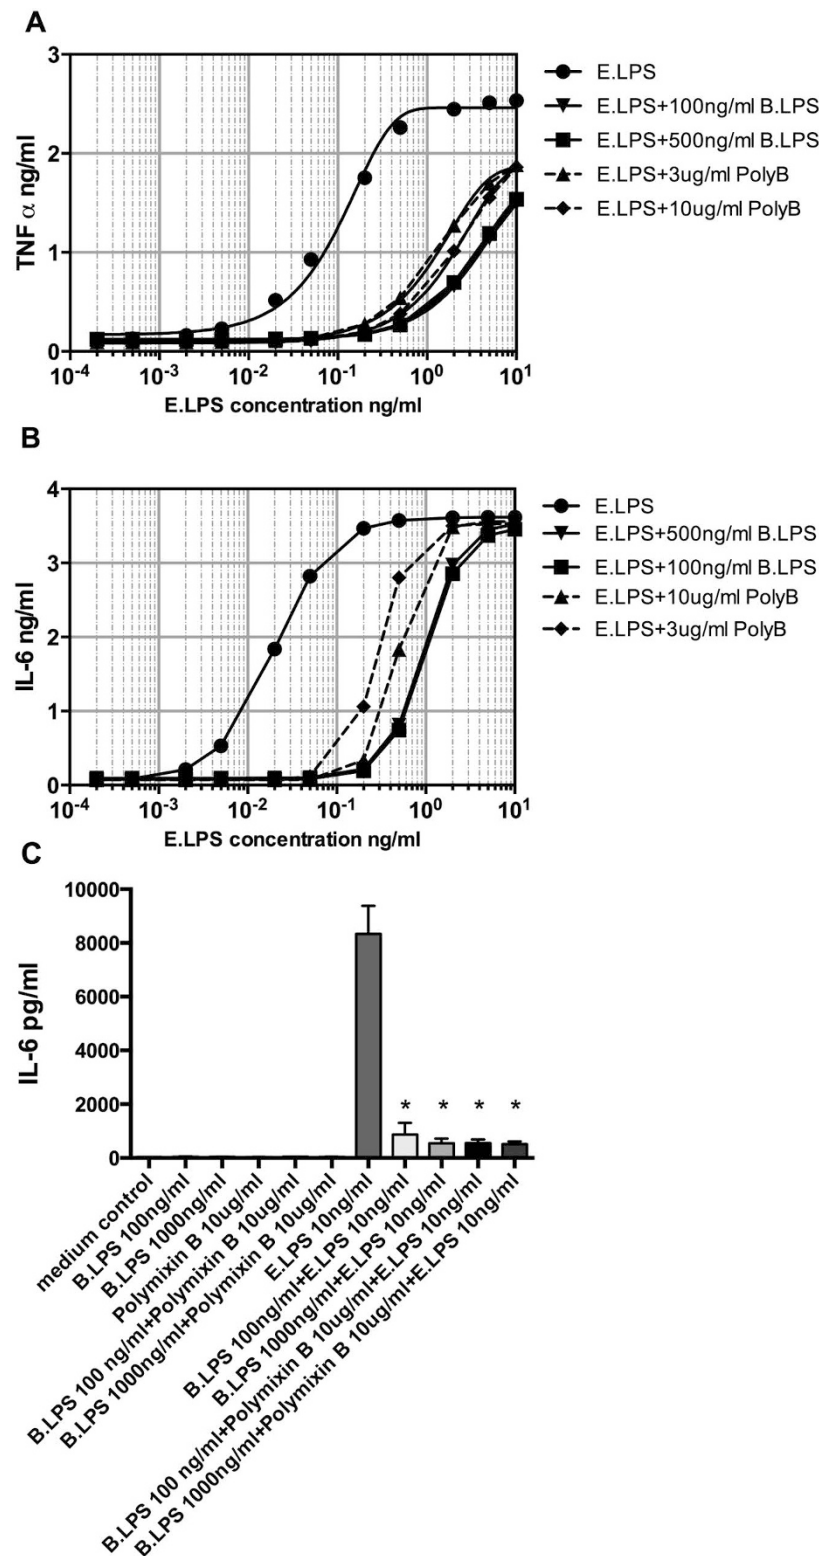 A
3
2
1
0
TNF α ng/ml
10-4
10-3
10-2
10-1
100
101
E.LPS concentration ng/ml
E.LPS
E.LPS+100ng/ml B.LPS
E.LPS+500ng/ml B.LPS
E.LPS+3ug/ml PolyB
E.LPS+10ug/ml PolyB
B
4
3
2
1
0
IL-6 ng/ml
10-4
10-3
10-2
10-1
100
101
E.LPS concentration ng/ml
E.LPS
E.LPS+500ng/ml B.LPS
E.LPS+100ng/ml B.LPS
E.LPS+10ug/ml PolyB
E.LPS+3ug/ml PolyB
C
10000
8000
6000
4000
2000
0
IL-6 pg/ml
* * * *
medium control
B.LPS 100ng/ml
B.LPS 1000ng/ml
Polymixin B 10ug/ml
B.LPS 100 ng/ml+Polymixin B 10ug/ml
B.LPS 1000ng/ml+Polymixin B 10ug/ml
E.LPS 10ng/ml
B.LPS 100ng/ml+E.LPS 10ng/ml
B.LPS 1000ng/ml+E.LPS 10ng/ml
B.LPS 100 ng/ml+Polymixin B 10ug/ml+E.LPS 10ng/ml
B.LPS 1000ng/ml+Polymixin B 10ug/ml+E.LPS 10ng/ml